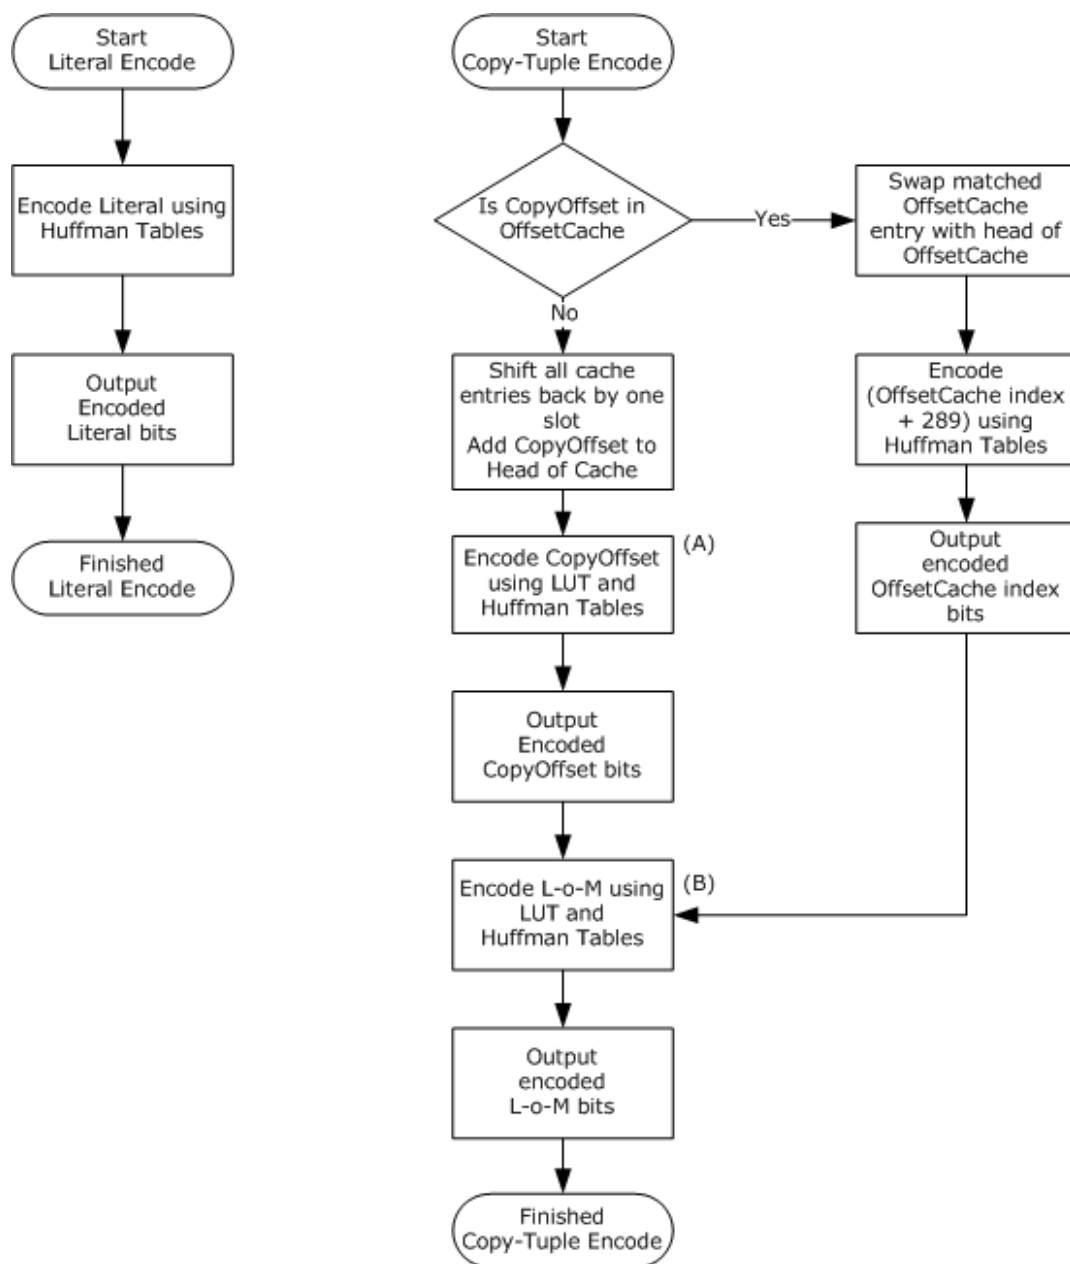 Start
Literal Encode
Encode Literal using
Huffman Tables
Output
Encoded
Literal bits
Finished
Literal Encode
Start
Copy-Tuple Encode
Is CopyOffset in
OffsetCache
Yes
No
Swap matched
OffsetCache
entry with head of
OffsetCache
Encode
(OffsetCache index
+ 289) using
Huffman Tables
Output
encoded
OffsetCache index
bits
Shift all cache
entries back by one
slot
Add CopyOffset to
Head of Cache
Encode CopyOffset
using LUT and
Huffman Tables
(A)
Output
Encoded
CopyOffset bits
Encode L-o-M using
LUT and
Huffman Tables
(B)
Output
encoded
L-o-M bits
Finished
Copy-Tuple Encode